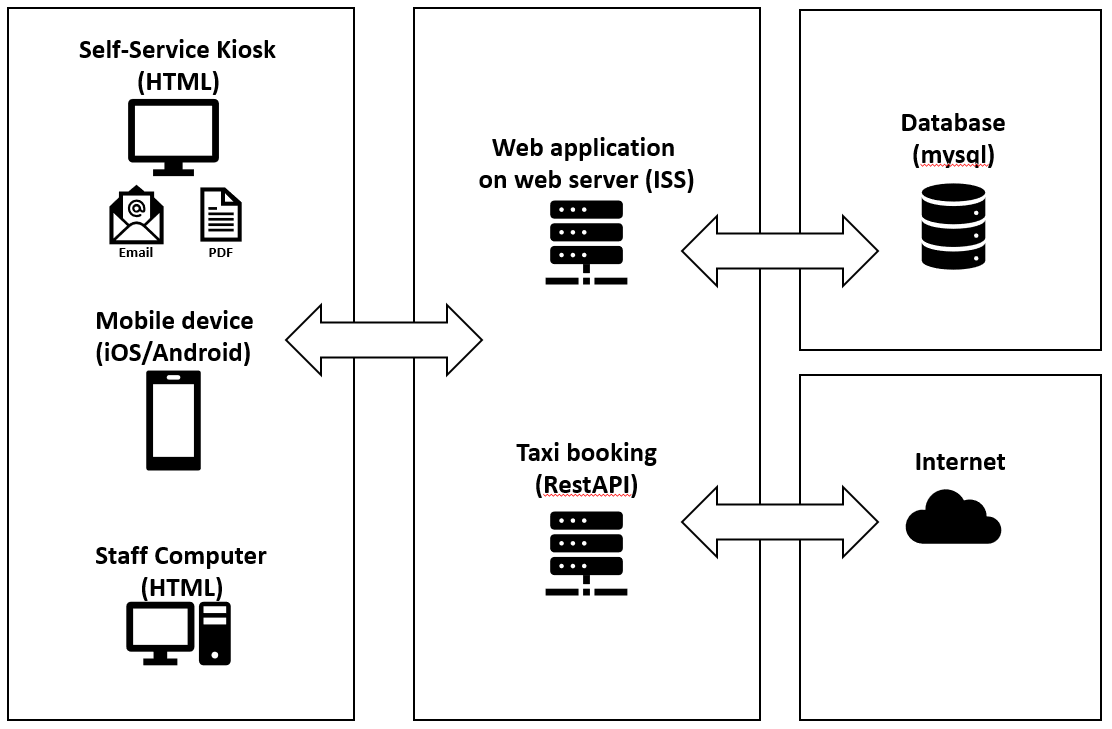 Self-Service Kiosk
(HTML)
Email
PDF
Mobile device
(iOS/Android)
Staff Computer
(HTML)
Web application
on web server (ISS)
Taxi booking
(RestAPI)
Database
(mysql)
Internet